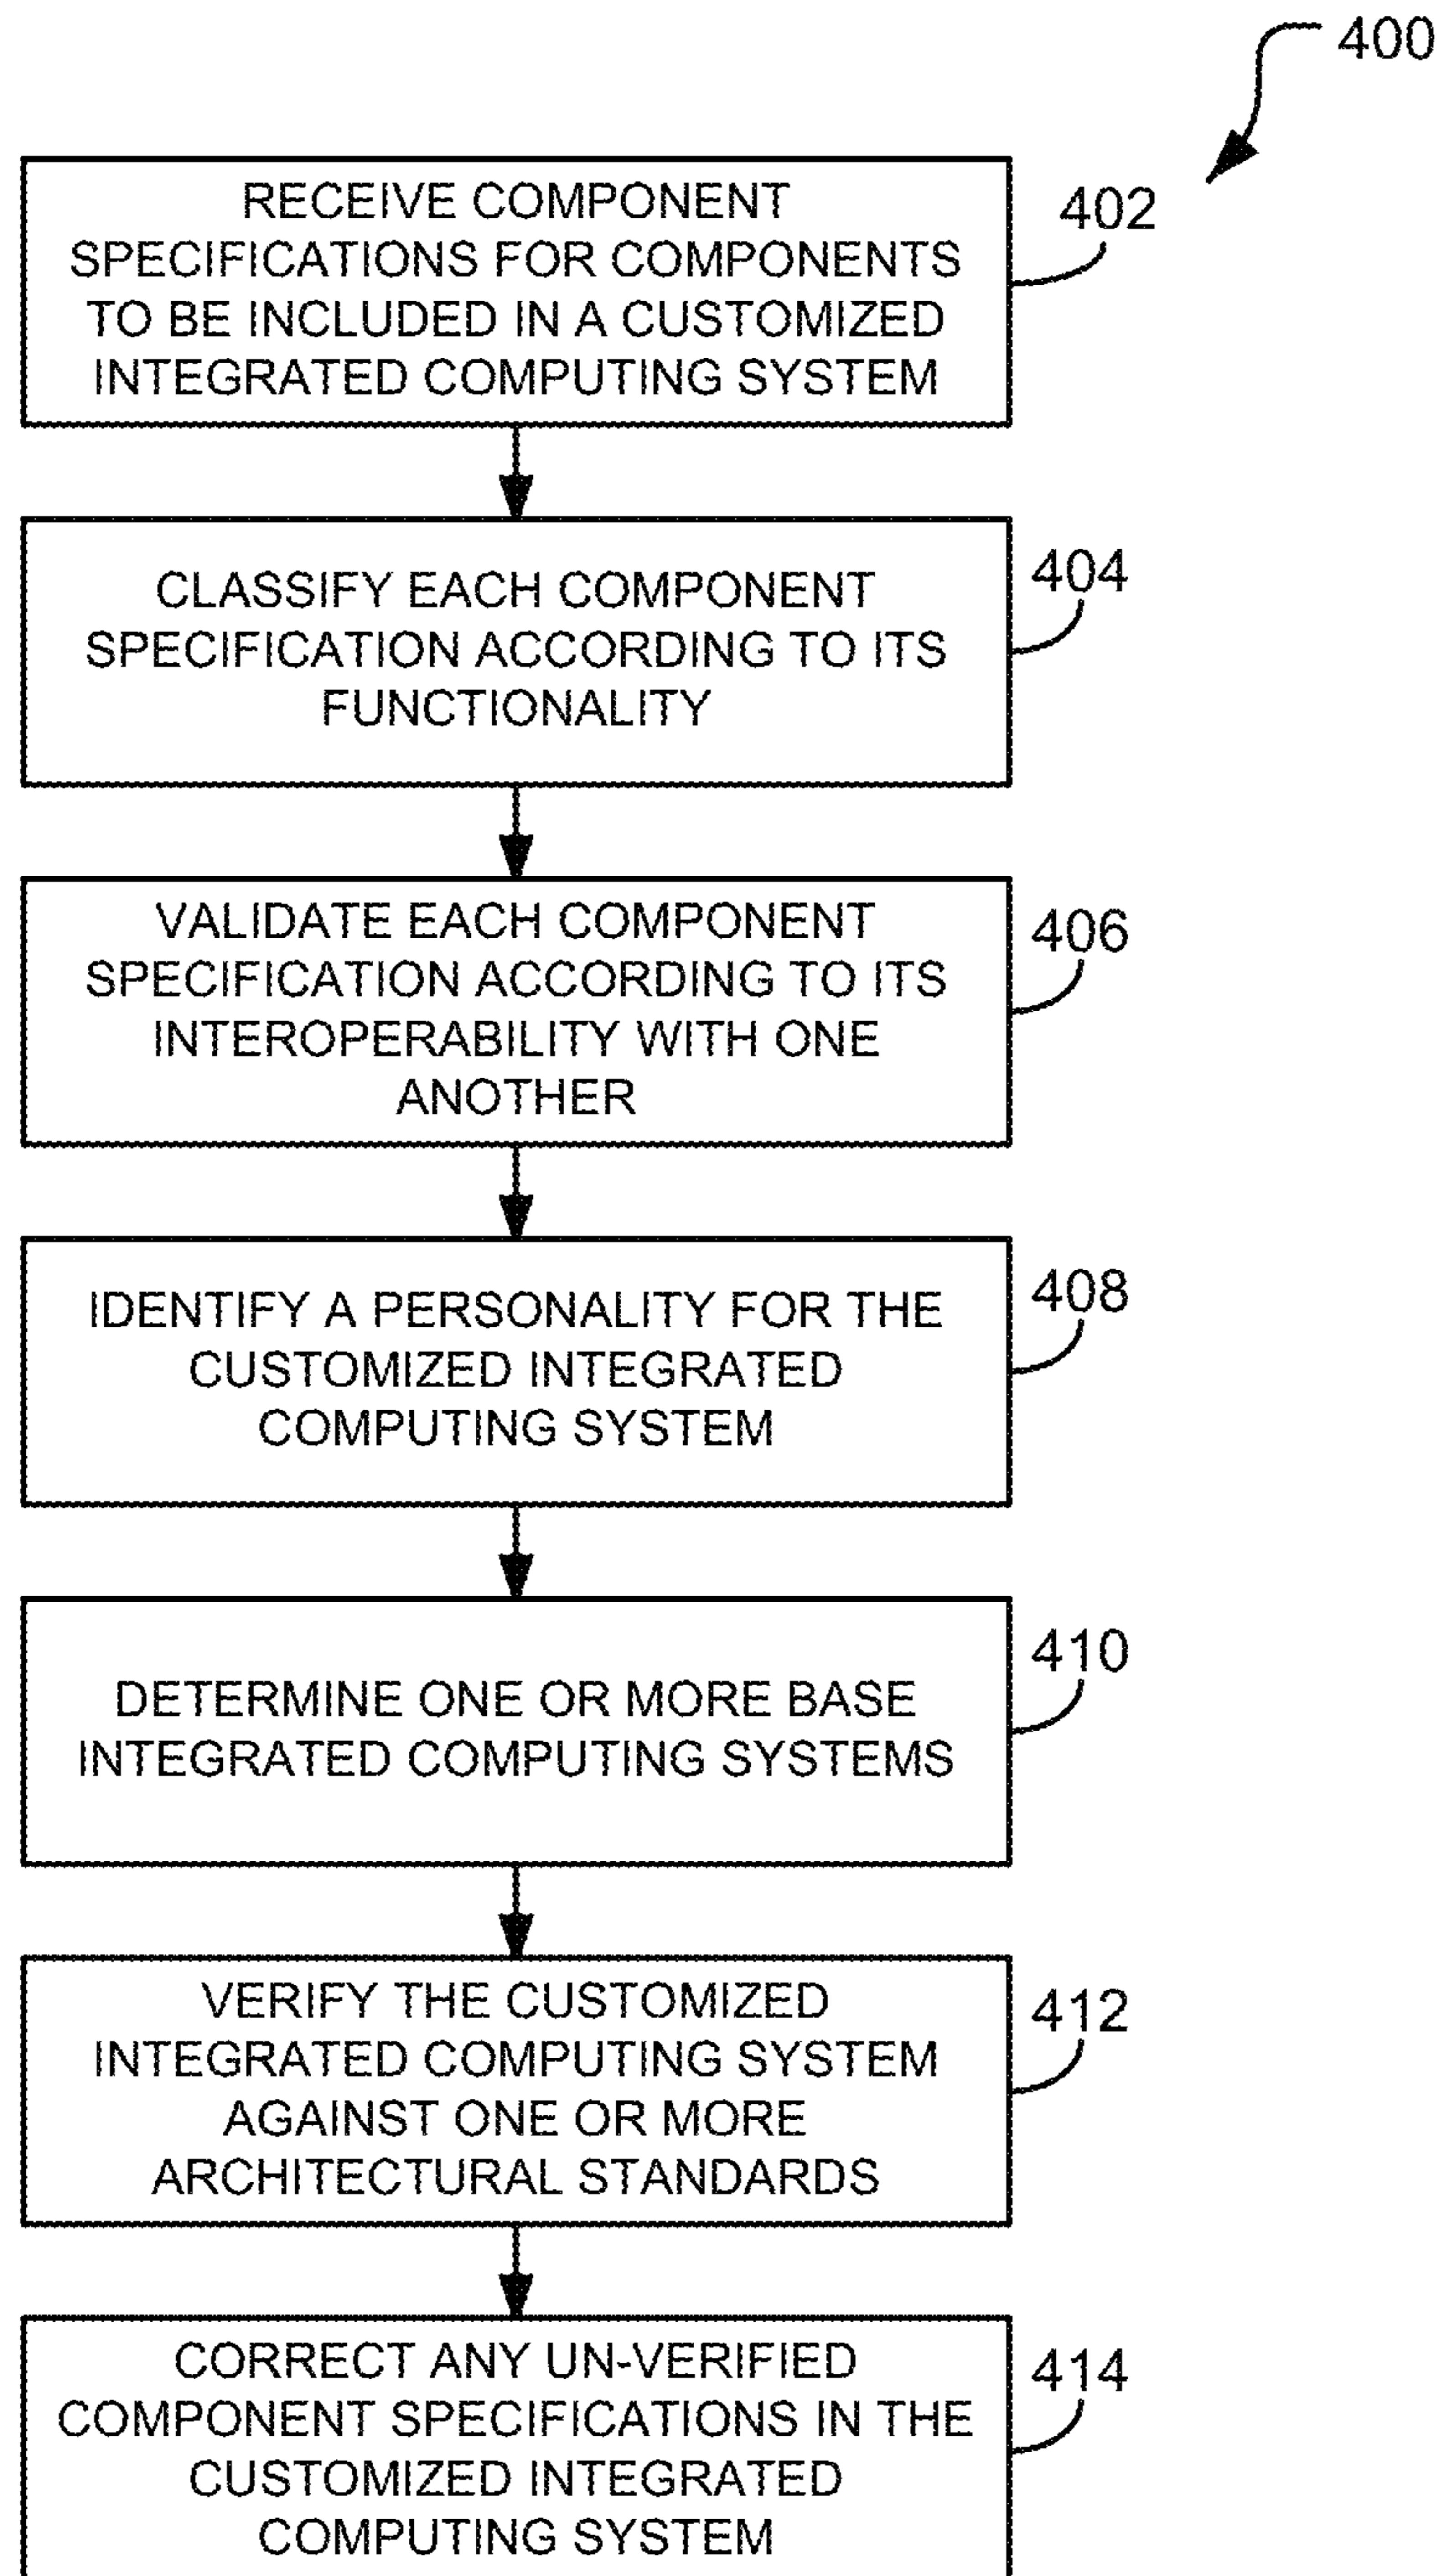 400
RECEIVE COMPONENT
SPECIFICATIONS FOR COMPONENTS
TO BE INCLUDED IN A CUSTOMIZED
INTEGRATED COMPUTING SYSTEM
402
CLASSIFY EACH COMPONENT
SPECIFICATION ACCORDING TO ITS
FUNCTIONALITY
404
VALIDATE EACH COMPONENT
SPECIFICATION ACCORDING TO ITS
INTEROPERABILITY WITH ONE
ANOTHER
406
IDENTIFY A PERSONALITY FOR THE
CUSTOMIZED INTEGRATED
COMPUTING SYSTEM
408
DETERMINE ONE OR MORE BASE
INTEGRATED COMPUTING SYSTEMS
410
VERIFY THE CUSTOMIZED
INTEGRATED COMPUTING SYSTEM
AGAINST ONE OR MORE
ARCHITECTURAL STANDARDS
412
CORRECT ANY UN-VERIFIED
COMPONENT SPECIFICATIONS IN THE
CUSTOMIZED INTEGRATED
COMPUTING SYSTEM
414